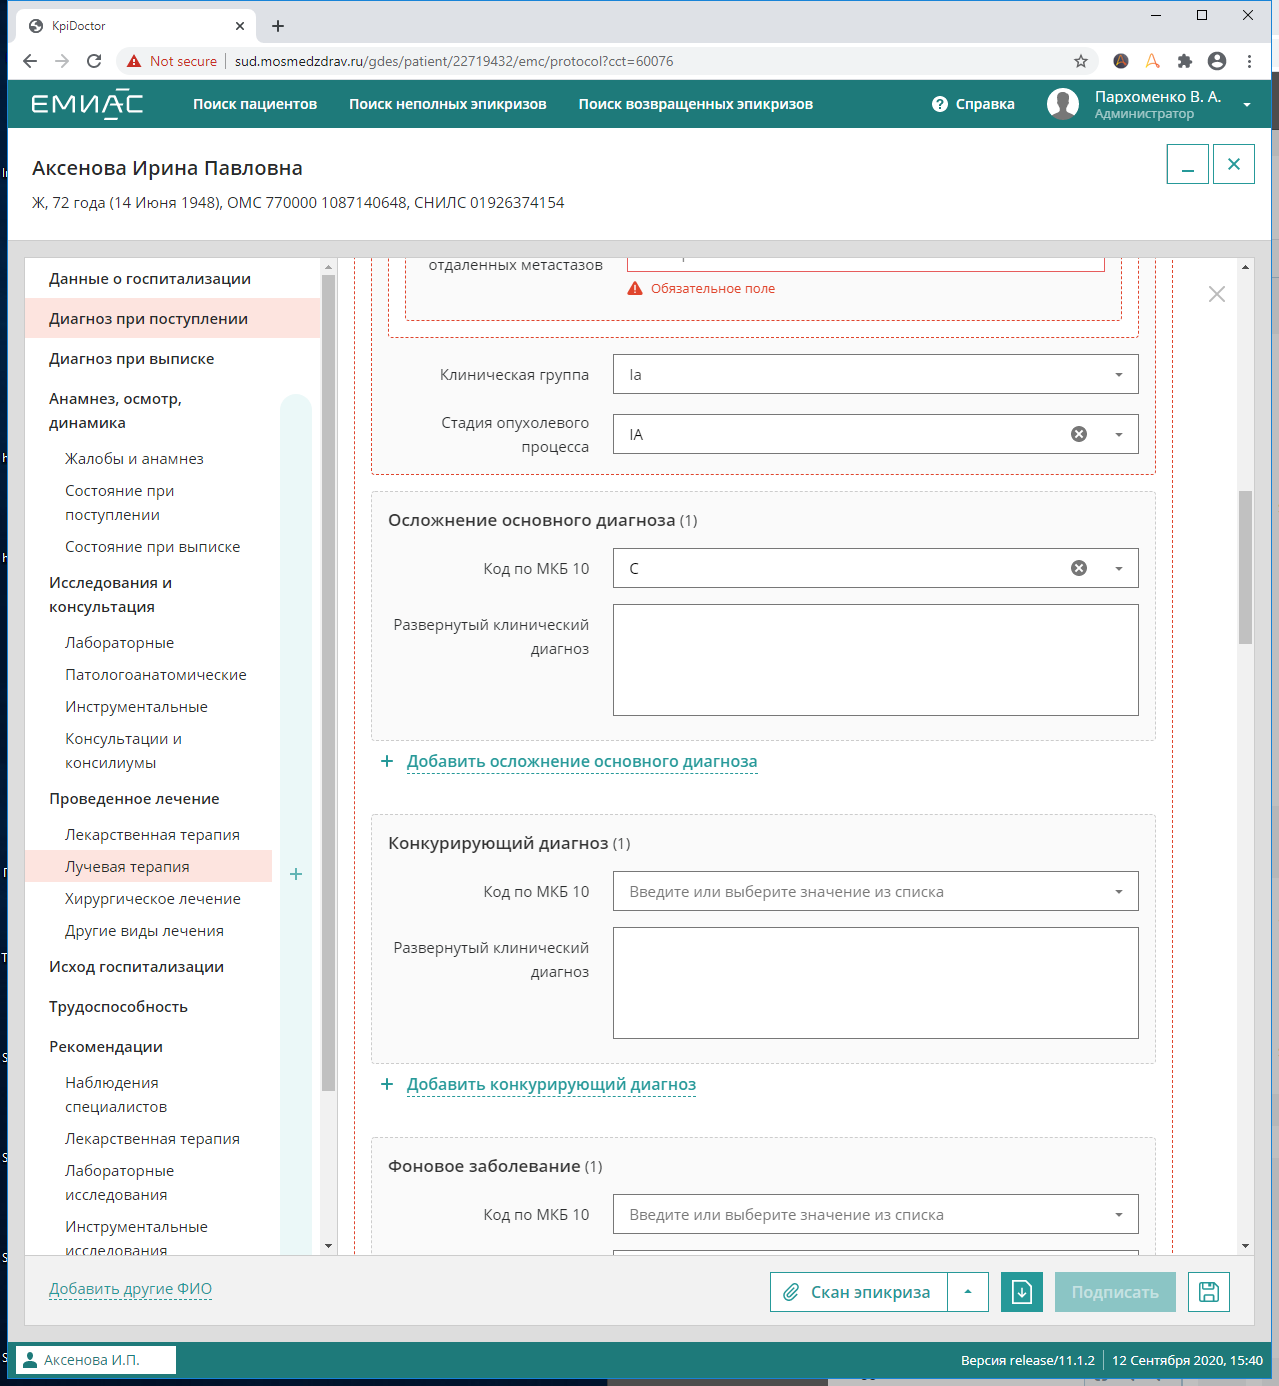 KpiDoctor
Not secure
sud.mosmedzdrav.ru/gdes/patient/22719432/emc/protocol?cct=60076
ЕМИАС
Поиск пациентов
Поиск неполных эпикризов
Поиск возвращенных эпикризов
Справка
Пархоменко В. А.
Администратор
Аксенова Ирина Павловна
Ж, 72 года (14 Июня 1948), ОМС 770000 1087140648, СНИЛС 01926374154
Данные о госпитализации
Диагноз при поступлении
Диагноз при выписке
Анамнез, осмотр,
динамика
Жалобы и анамнез
Состояние при
поступлении
Состояние при выписке
Исследования и
консультация
Лабораторные
Патологоанатомические
Инструментальные
Консультации и
консилиумы
Проведенное лечение
Лекарственная терапия
Лучевая терапия
Хирургическое лечение
Другие виды лечения
Исход госпитализации
Трудоспособность
Рекомендации
Наблюдения
специалистов
Лекарственная терапия
Лабораторные
исследования
Инструментальные
исследования
отдаленных метастазов
Обязательное поле
Клиническая группа
Ia
Стадия опухолевого
процесса
IA
Осложнение основного диагноза (1)
Код по МКБ 10
C
Развернутый клинический
диагноз
Добавить осложнение основного диагноза
Конкурирующий диагноз (1)
Код по МКБ 10
Введите или выберите значение из списка
Развернутый клинический
диагноз
Добавить конкурирующий диагноз
Фоновое заболевание (1)
Код по МКБ 10
Введите или выберите значение из списка
Добавить другие ФИО
Скан эпикриза
Подписать
Аксенова И.П.
Версия release/11.1.2
12 Сентября 2020, 15:40